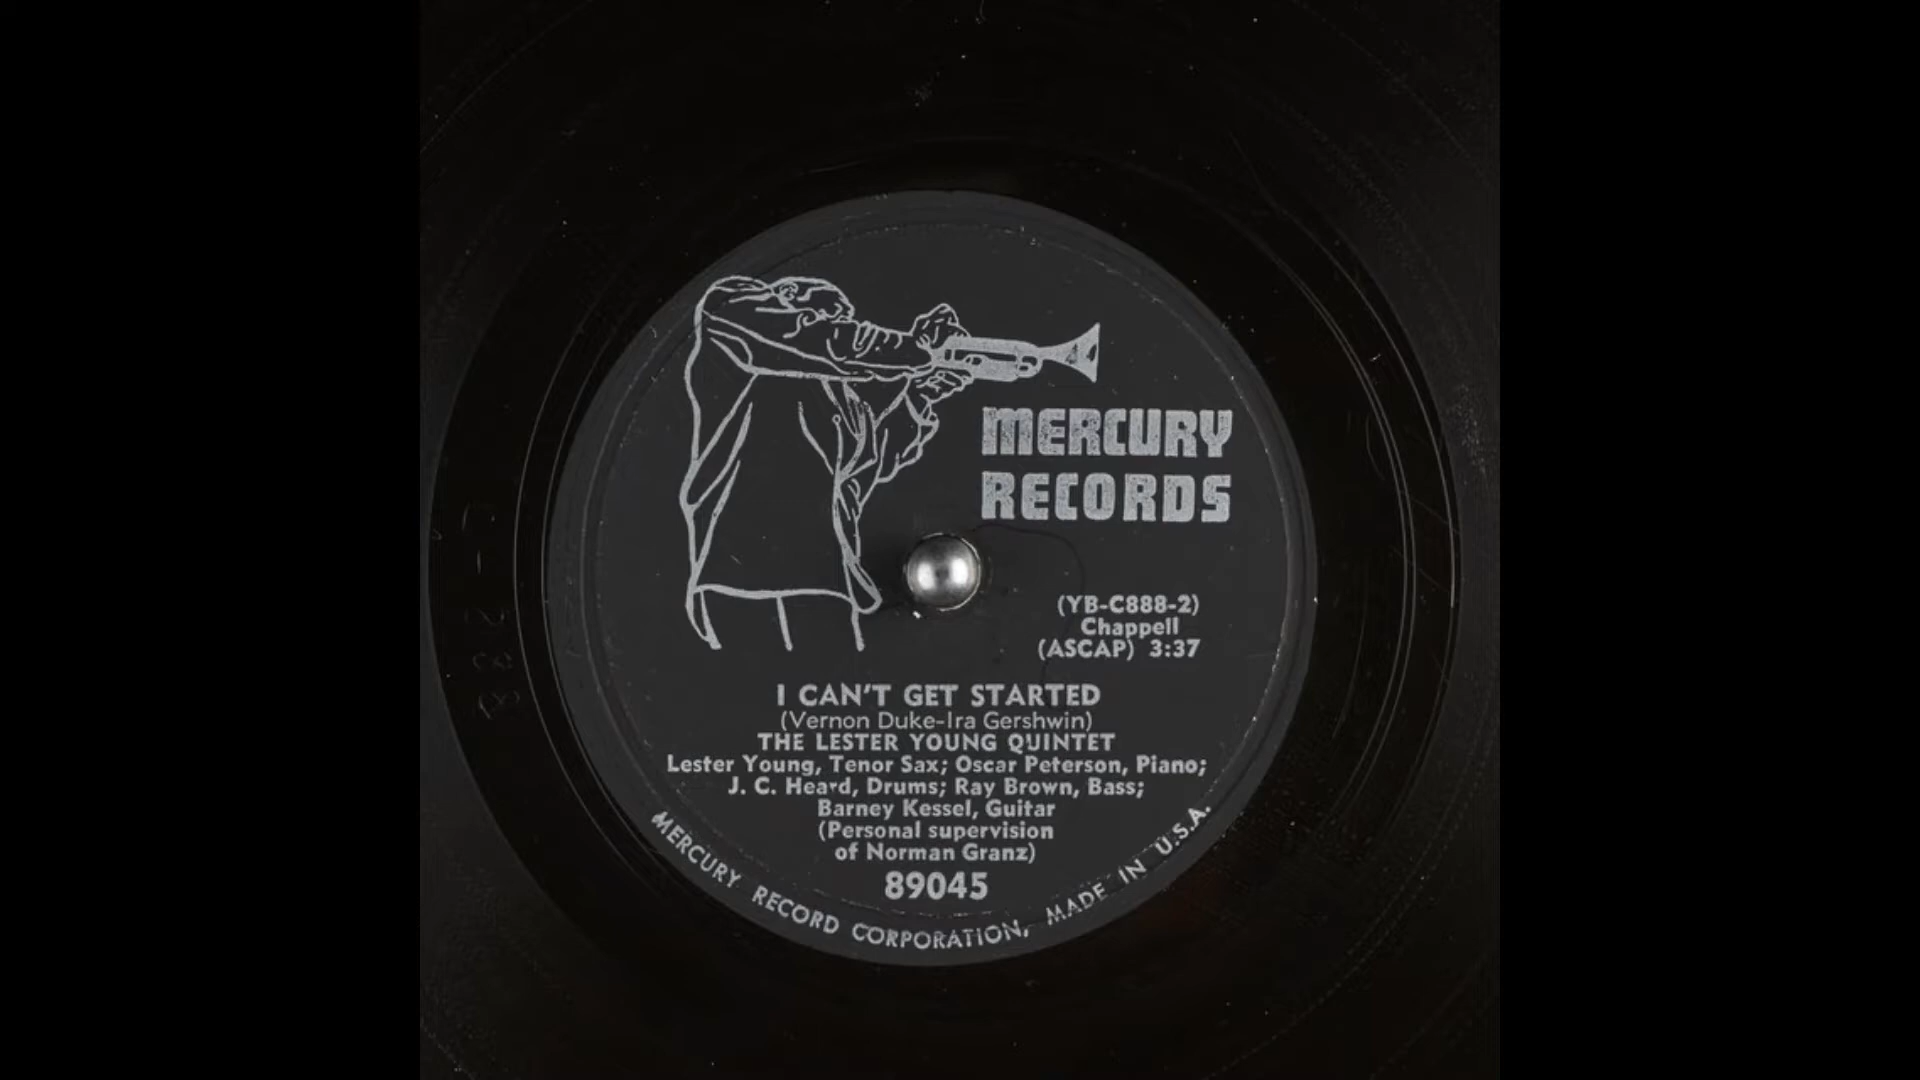 MERCURY
RECORDS
(YB-C888-2)
Chappell
(ASCAP) 3:37
I CAN'T GET STARTED
(Vernon Duke-Ira Gershwin)
THE LESTER YOUNG QUINTET
Lester Young, Tenor Sax; Oscar Peterson, Piano;
J. C. Heard, Drums; Ray Brown, Bass;
Barney Kessel, Guitar
(Personal supervision
of Norman Granz)
89045
MERCURY RECORD CORPORATION, MADE IN U.S.A.